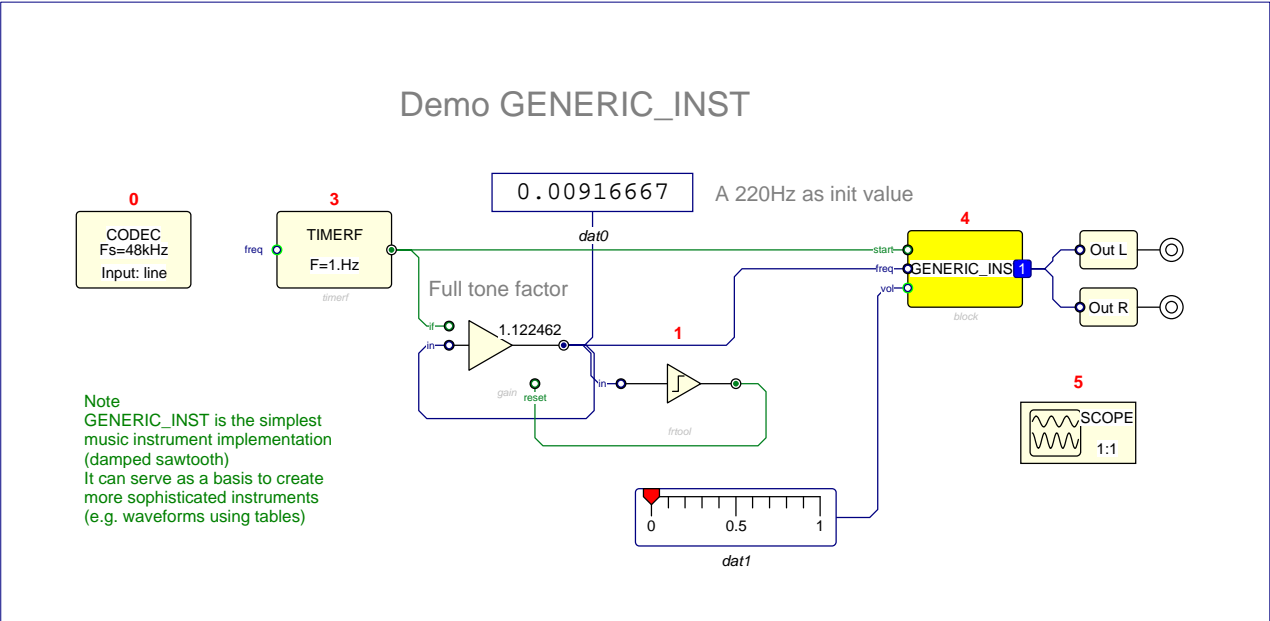 Demo GENERIC_INST
0
CODEC
Fs=48kHz
Input: line
3
freq
TIMERF
F=1.Hz
timerf
0.00916667
A 220Hz as init value
dat0
4
start
freq
vol
GENERIC_INS
1
block
Out L
Out R
Full tone factor
if
in
1.122462
gain
reset
1
in
frtool
5
SCOPE
1:1
Note
GENERIC_INST is the simplest
music instrument implementation
(damped sawtooth)
It can serve as a basis to create
more sophisticated instruments
(e.g. waveforms using tables)
0
0.5
1
dat1